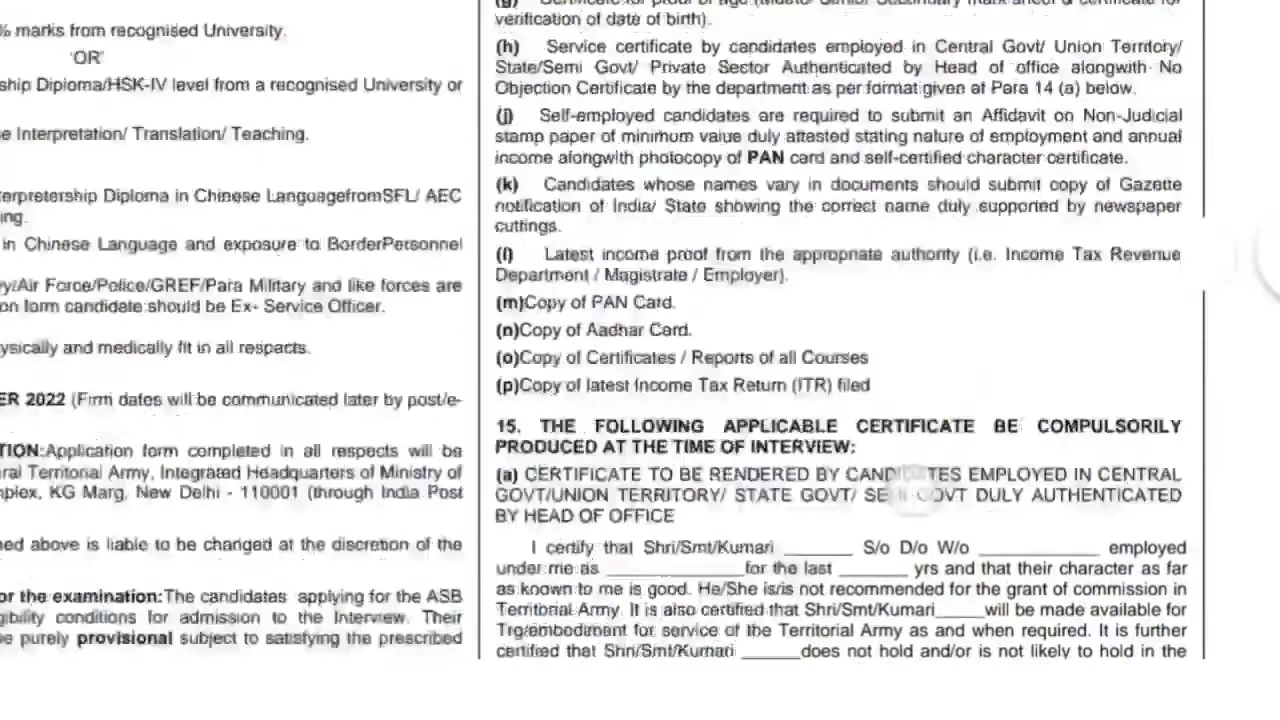 % marks from recognised University.
'OR'
ship Diploma/HSK-IV level from a recognised University or
e Interpretation/ Translation/ Teaching.
erpretership Diploma in Chinese LanguagefromSFL/ AEC
ing.
in Chinese Language and exposure to BorderPersonnel
y/Air Force/Police/GREF/Para Military and like forces are
on form candidate should be Ex- Service Officer.
ysically and medically fit in all respects.
ER 2022 (Firm dates will be communicated later by post/e-
TION:Application form completed in all respects will be
ral Territorial Army, Integrated Headquarters of Ministry of
plex, KG Marg, New Delhi - 110001 (through India Post
ned above is liable to be changed at the discretion of the
or the examination:The candidates applying for the ASB
gibility conditions for admission to the Interview. Their
e purely provisional subject to satisfying the prescribed
verification of date of birth).
(h) Service certificate by candidates employed in Central Govt/ Union Territory/
State/Semi Govt/ Private Sector Authenticated by Head of office alongwith No
Objection Certificate by the department as per format given at Para 14 (a) below.
(j) Self-employed candidates are required to submit an Affidavit on Non-Judicial
stamp paper of minimum value duly attested stating nature of employment and annual
income alongwith photocopy of PAN card and self-certified character certificate.
(k) Candidates whose names vary in documents should submit copy of Gazette
notification of India/ State showing the correct name duly supported by newspaper
cuttings.
(l) Latest income proof from the appropriate authority (i.e. Income Tax Revenue
Department / Magistrate / Employer).
(m)Copy of PAN Card.
(n)Copy of Aadhar Card.
(o)Copy of Certificates / Reports of all Courses
(p)Copy of latest Income Tax Return (ITR) filed
15. THE FOLLOWING APPLICABLE CERTIFICATE BE COMPULSORILY
PRODUCED AT THE TIME OF INTERVIEW:
(a) CERTIFICATE TO BE RENDERED BY CANDIDATES EMPLOYED IN CENTRAL
GOVT/UNION TERRITORY/ STATE GOVT/ SEMI GOVT DULY AUTHENTICATED
BY HEAD OF OFFICE
I certify that Shri/Smt/Kumari _______ S/o D/o W/o ____________ employed
under me as ______________for the last _______ yrs and that their character as far
as known to me is good. He/She is/is not recommended for the grant of commission in
Territorial Army. It is also certified that Shri/Smt/Kumari_____will be made available for
Trg/embodiment for service of the Territorial Army as and when required. It is further
certified that Shri/Smt/Kumari ______does not hold and/or is not likely to hold in the